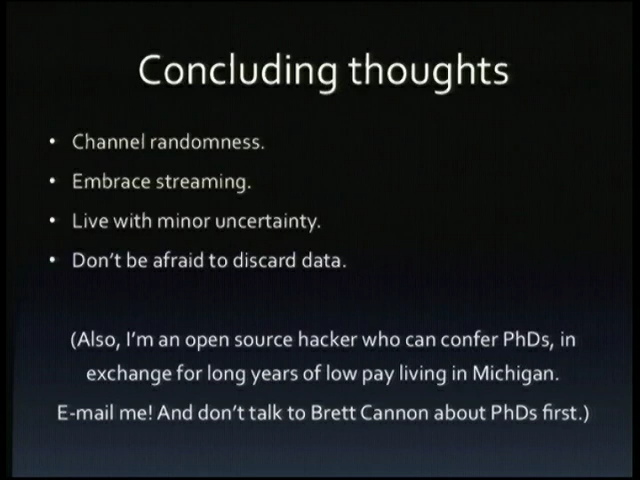 Concluding thoughts
• Channel randomness.
• Embrace streaming.
• Live with minor uncertainty.
• Don't be afraid to discard data.
(Also, I'm an open source hacker who can confer PhDs, in
exchange for long years of low pay living in Michigan.
E-mail me! And don't talk to Brett Cannon about PhDs first.)